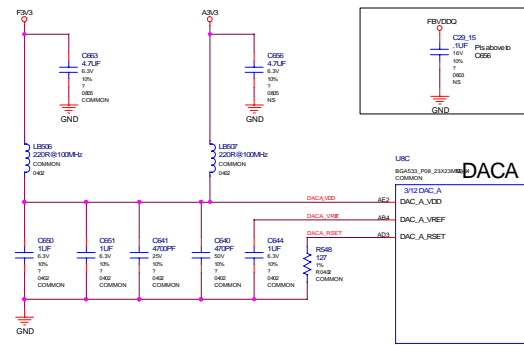 F3V3
A3V3
FBVDDQ
C663
4.7UF
6.3V
10%
?
0805
COMMON
GND
C656
4.7UF
6.3V
10%
?
0805
NS
GND
C29_15
.1UF
16V
10%
?
0603
NS
Pls above to
C656
GND
LB506
220R@100MHz
COMMON
0402
LB507
220R@100MHz
COMMON
0402
U8C
COMMON
DACA
3/12 DAC_A
DACA_VDD
AE2
DAC_A_VDD
DACA_VREF
AB4
DAC_A_VREF
DACA_RSET
AD3
DAC_A_RSET
C650
1UF
6.3V
10%
?
0402
COMMON
C651
1UF
6.3V
10%
?
0402
COMMON
C641
4700PF
25V
10%
?
0402
COMMON
C640
470PF
50V
10%
?
0402
COMMON
C644
1UF
6.3V
10%
?
0402
COMMON
R548
127
1%
R0402
COMMON
GND